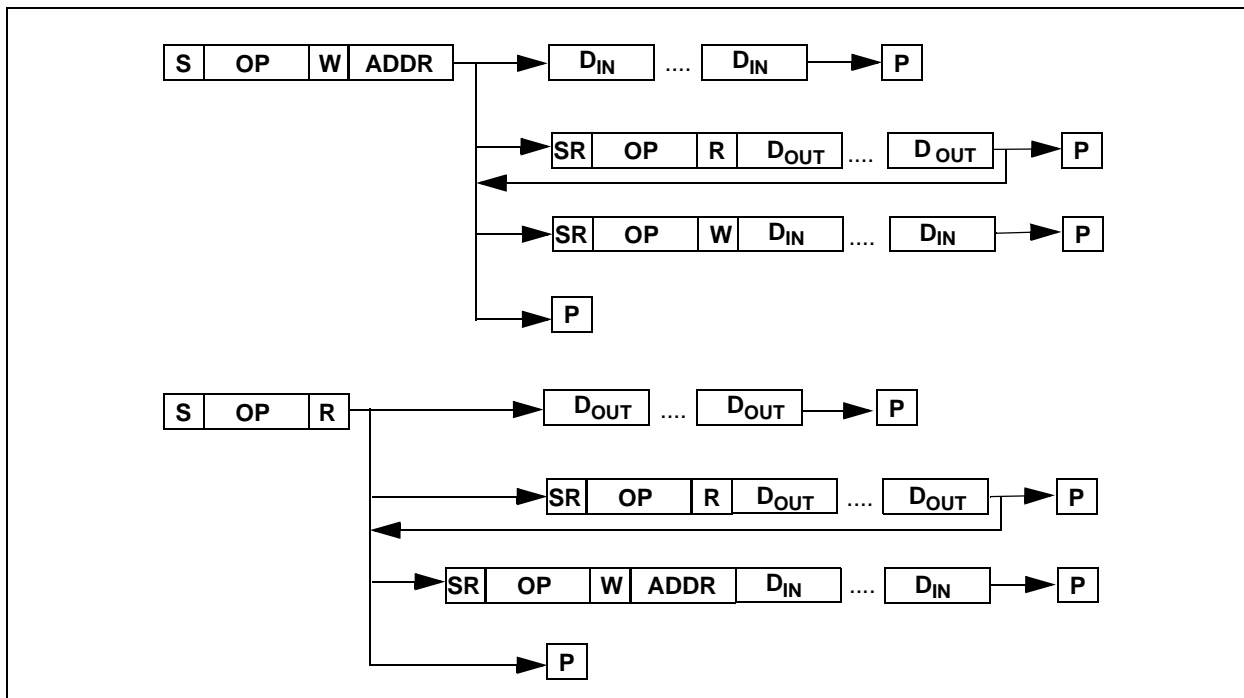 S OP W ADDR DIN .... DIN P
SR OP R DOUT .... D OUT P
SR OP W DIN .... DIN P
P
S OP R DOUT .... DOUT P
SR OP R DOUT .... DOUT P
SR OP W ADDR DIN .... DIN P
P